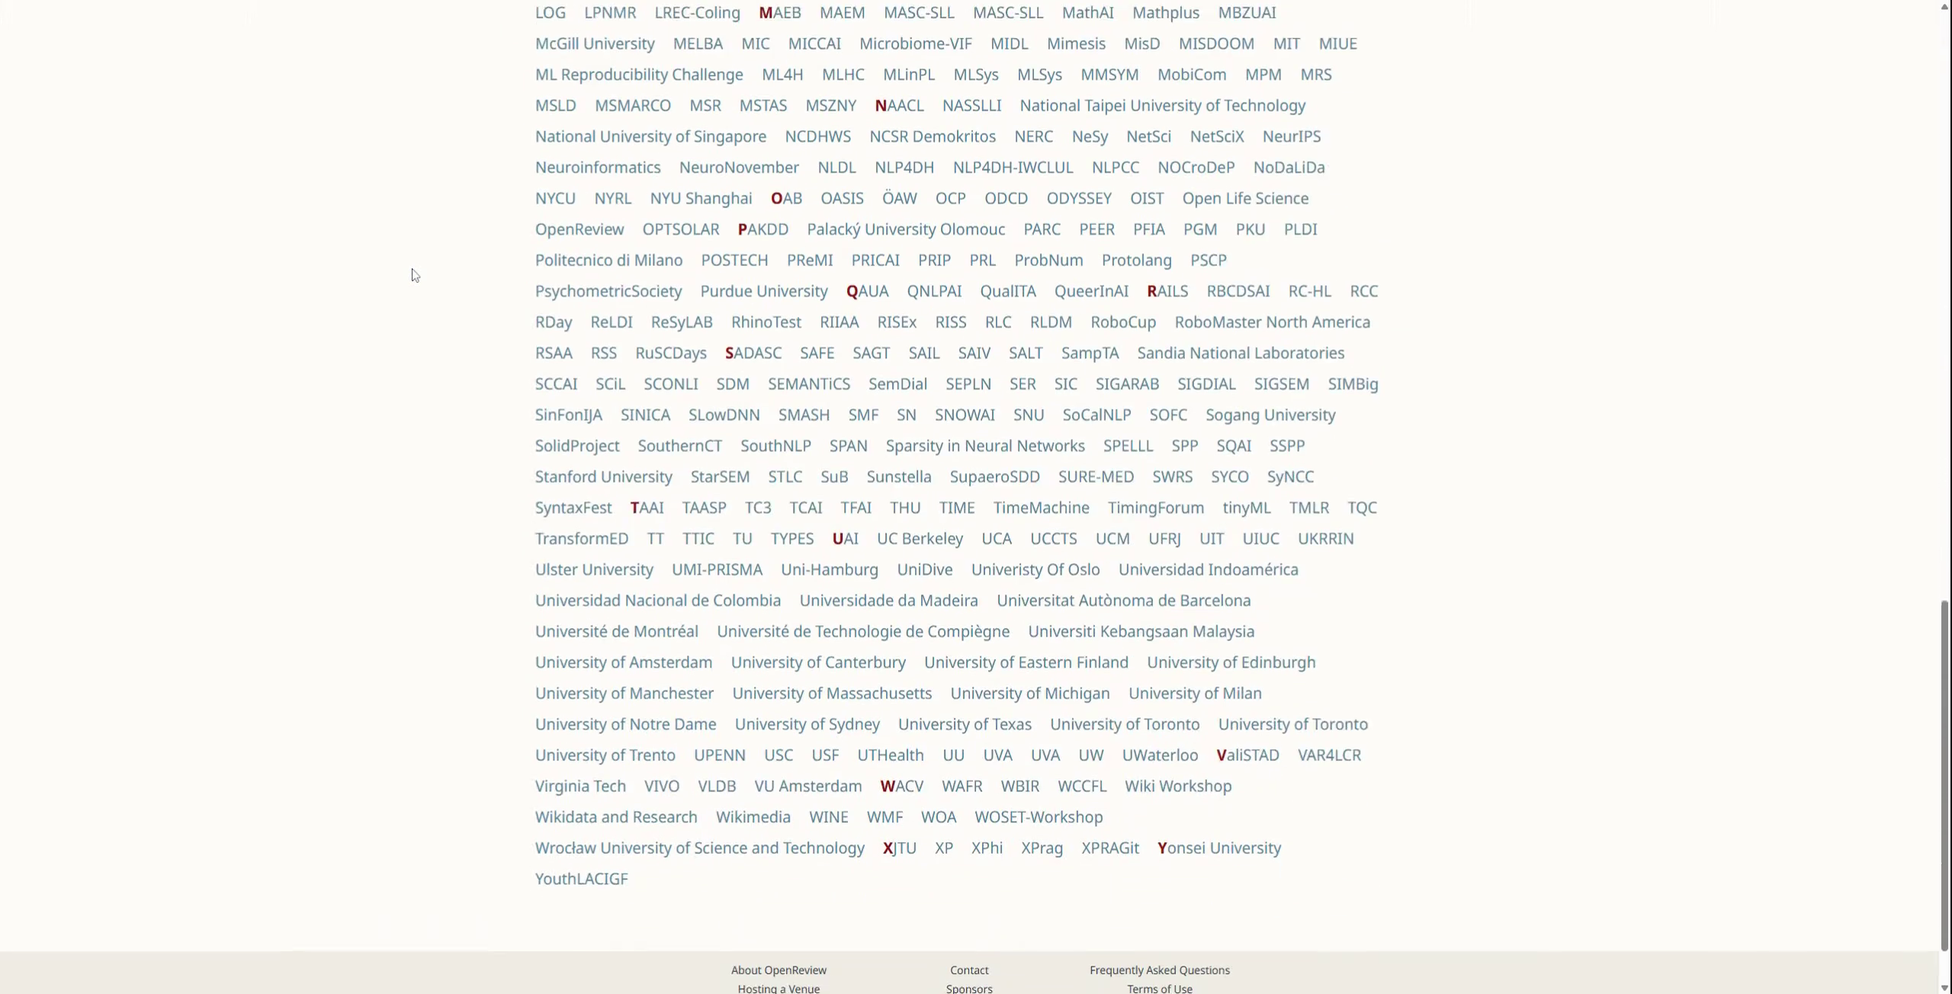 LOG LPNMR LREC-Coling MAEB MAEM MASC-SLL MASC-SLL MathAI Mathplus MBZUAI
McGill University MELBA MIC MICCAI Microbiome-VIF MIDL Mimesis MisD MISDOOM MIT MIUE
ML Reproducibility Challenge ML4H MLHC MLinPL MLSys MLSys MMSYM MobiCom MPM MRS
MSLD MSMARCO MSR MSTAS MSZNY NAACL NASSLLI National Taipei University of Technology
National University of Singapore NCDHWS NCSR Demokritos NERC NeSy NetSci NetSciX NeurIPS
Neuroinformatics NeuroNovember NLDL NLP4DH NLP4DH-IWCLUL NLPCC NOCroDeP NoDaLiDa
NYCU NYRL NYU Shanghai OAB OASIS ÖAW OCP ODCD ODYSSEY OIST Open Life Science
OpenReview OPTSOLAR PAKDD Palacký University Olomouc PARC PEER PFIA PGM PKU PLDI
Politecnico di Milano POSTECH PReMI PRICAI PRIP PRL ProbNum Protolang PSCP
PsychometricSociety Purdue University QAUA QNLPAI QualITA QueerInAI RAILS RBCDSAI RC-HL RCC
RDay ReLDI ReSyLAB RhinoTest RIIAA RISEx RISS RLC RLDM RoboCup RoboMaster North America
RSAA RSS RuSCDays SADASC SAFE SAGT SAIL SAIV SALT SampTA Sandia National Laboratories
SCCAI SCiL SCONLI SDM SEMANTiCS SemDial SEPLN SER SIC SIGARAB SIGDIAL SIGSEM SIMBig
SinFonIJA SINICA SLowDNN SMASH SMF SN SNOWAI SNU SoCalNLP SOFC Sogang University
SolidProject SouthernCT SouthNLP SPAN Sparsity in Neural Networks SPELLL SPP SQAI SSPP
Stanford University StarSEM STLC SuB Sunstella SupaeroSDD SURE-MED SWRS SYCO SyNCC
SyntaxFest TAAI TAASP TC3 TCAI TFAI THU TIME TimeMachine TimingForum tinyML TMLR TQC
TransformED TT TTIC TU TYPES UAI UC Berkeley UCA UCCTS UCM UFRJ UIT UIUC UKRRIN
Ulster University UMI-PRISMA Uni-Hamburg UniDive Univeristy Of Oslo Universidad Indoamérica
Universidad Nacional de Colombia Universidade da Madeira Universitat Autònoma de Barcelona
Université de Montréal Université de Technologie de Compiègne Universiti Kebangsaan Malaysia
University of Amsterdam University of Canterbury University of Eastern Finland University of Edinburgh
University of Manchester University of Massachusetts University of Michigan University of Milan
University of Notre Dame University of Sydney University of Texas University of Toronto University of Toronto
University of Trento UPENN USC USF UTHealth UU UVA UVA UW UWaterloo ValiSTAD VAR4LCR
Virginia Tech VIVO VLDB VU Amsterdam WACV WAFR WBIR WCCFL Wiki Workshop
Wikidata and Research Wikimedia WINE WMF WOA WOSET-Workshop
Wrocław University of Science and Technology XJTU XP XPhi XPrag XPRAGit Yonsei University
YouthLACIGF
About OpenReview Contact Frequently Asked Questions
Hosting a Venue Sponsors Terms of Use